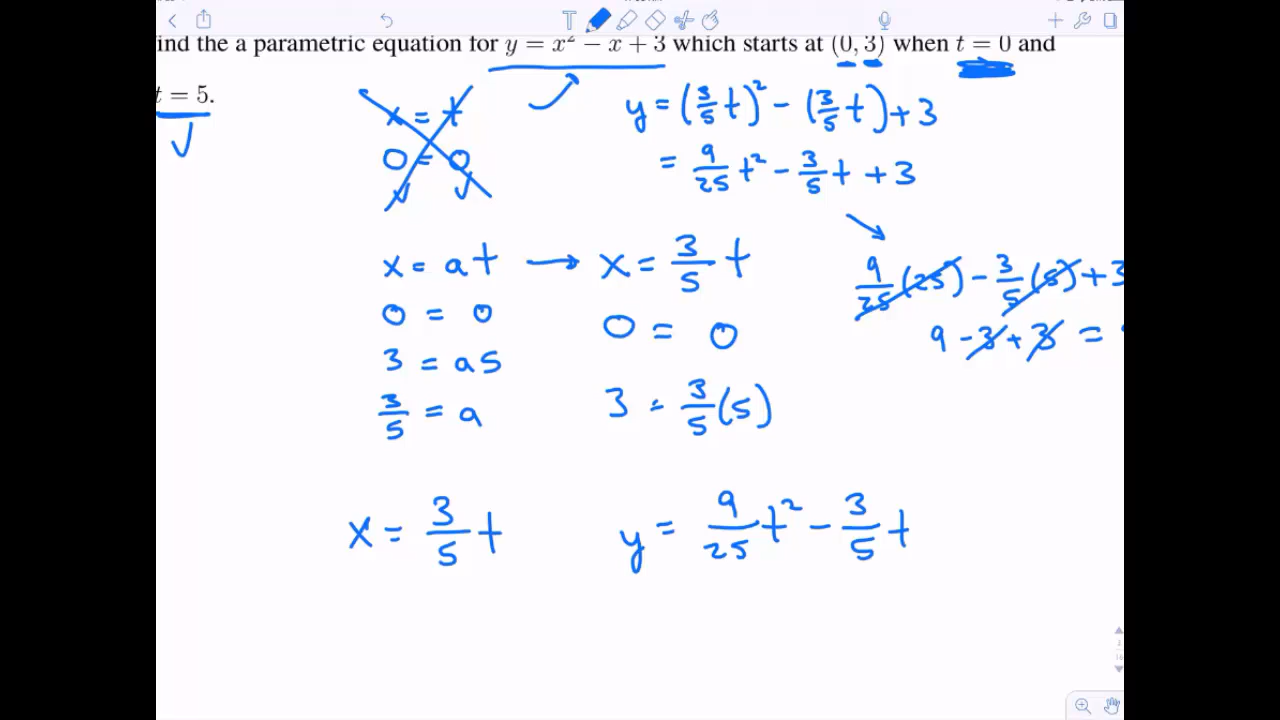 ind the a parametric equation for y = x² − x + 3 which starts at (0, 3) when t = 0 and
t = 5.
x = t
0 = 0
y = (3/5 t)² − (3/5 t) + 3
= 9/25 t² − 3/5 t + 3
x = at → x = 3/5 t
0 = 0
3 = a5
3/5 = a
0 = 0
3 = 3/5 (5)
9/25 (25) − 3/5 (5) + 3
9 − 3 + 3 =
x = 3/5 t
y = 9/25 t² − 3/5 t